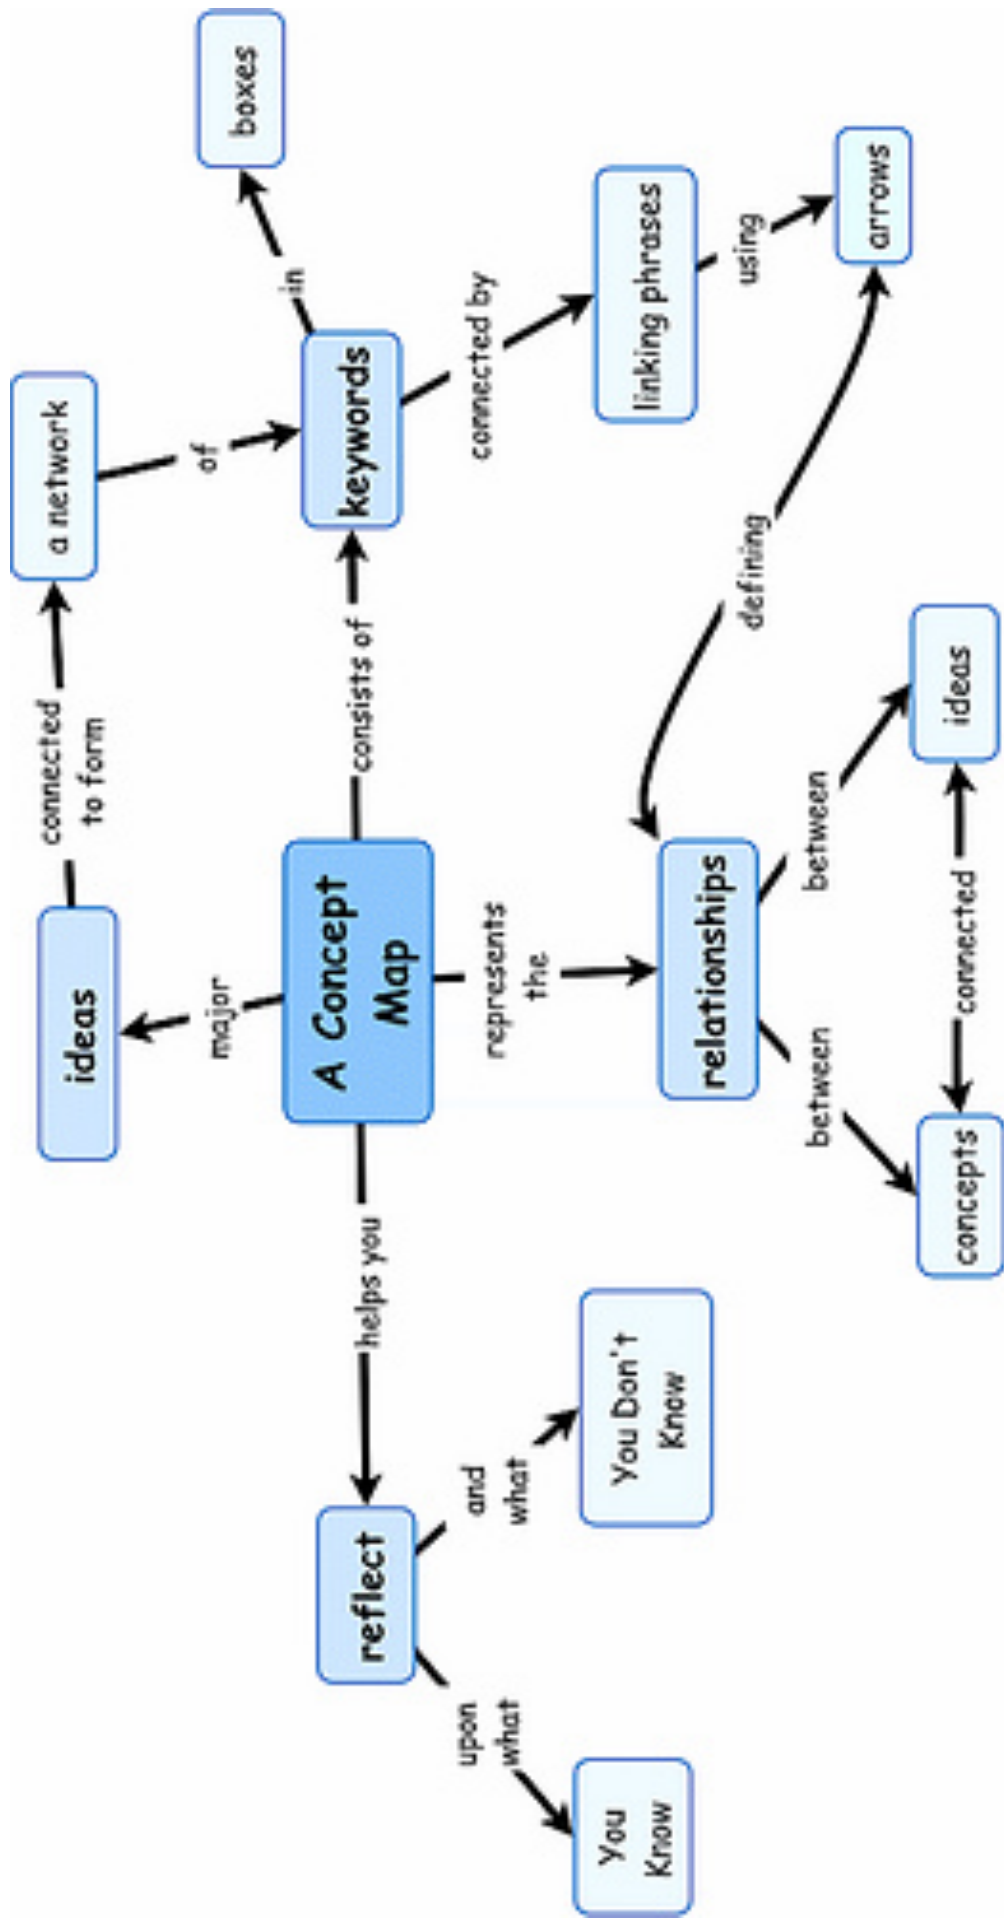 ideas
connected
to form
a network
major
of
boxes
in
A Concept
Map
consists of
keywords
helps you
reflect
represents
the
connected by
upon
what
and
what
You
Know
You Don't
Know
relationships
linking phrases
defining
using
arrows
between
between
concepts
connected
ideas